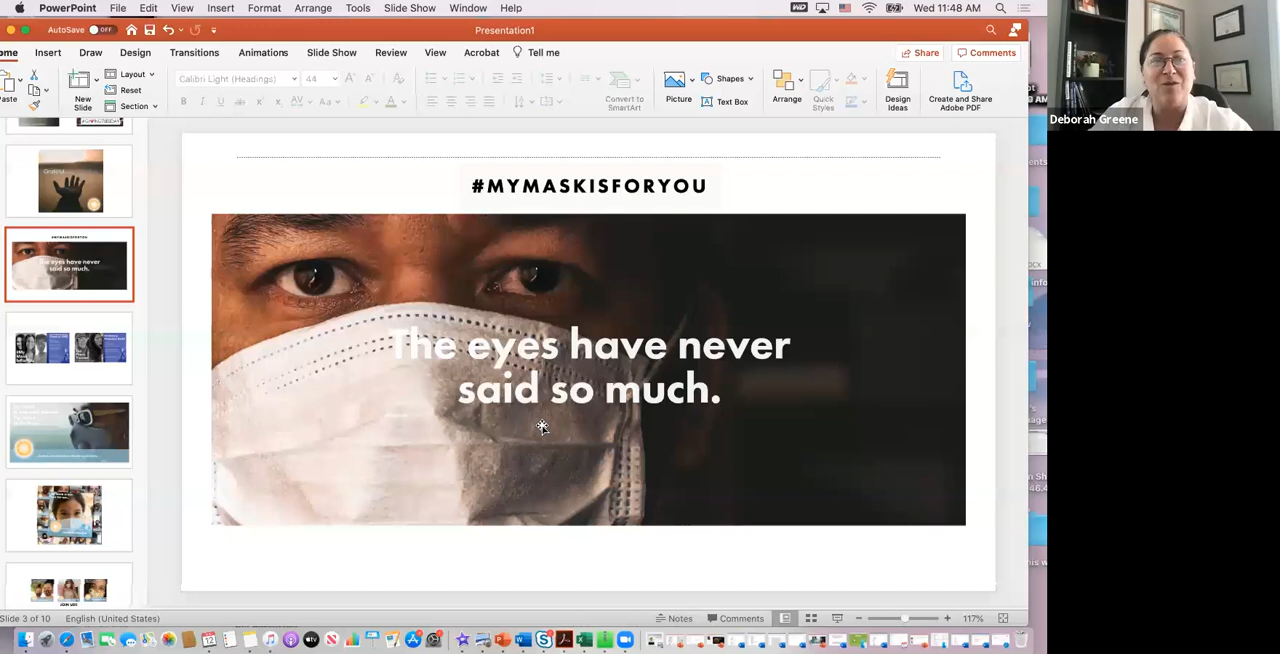 PowerPoint File Edit View Insert Format Arrange Tools Slide Show Window Help
Wed 11:48 AM
AutoSave OFF
Presentation1
ome Insert Draw Design Transitions Animations Slide Show Review View Acrobat Tell me
Share Comments
Calibri Light (Headings) 44
Layout
Reset
Section
aste
New
Slide
Convert to
SmartArt
Picture
Shapes
Text Box
Arrange
Quick
Styles
Design
Ideas
Create and Share
Adobe PDF
Deborah Greene
#MYMASKISFORYOU
The eyes have never
said so much.
Slide 3 of 10 English (United States)
Notes Comments 117%